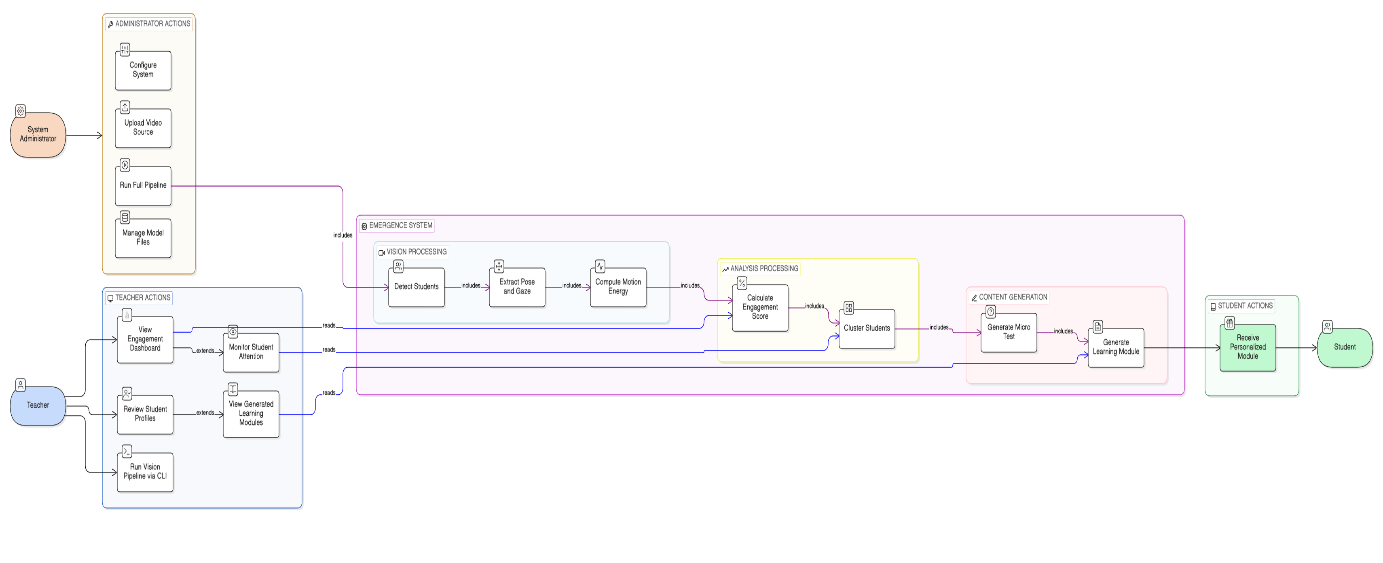 ADMINISTRATOR ACTIONS
Configure
System
Upload Video
Source
System
Administrator
Run Full Pipeline
Manage Model
Files
includes
EMERGENCE SYSTEM
VISION PROCESSING
Detect Students
includes
Extract Pose
and Gaze
includes
Compute Motion
Energy
includes
ANALYSIS PROCESSING
Calculate
Engagement
Score
includes
Cluster Students
includes
CONTENT GENERATION
Generate Micro
Test
includes
Generate
Learning Module
STUDENT ACTIONS
Receive
Personalized
Module
Student
TEACHER ACTIONS
View
Engagement
Dashboard
reads
extends
Monitor Student
Attention
reads
Teacher
Review Student
Profiles
extends
View Generated
Learning
Modules
reads
Run Vision
Pipeline via CLI